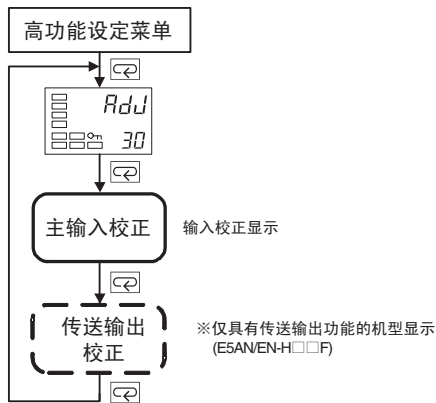 高功能设定菜单
AdJ
30
主输入校正
输入校正显示
传送输出
校正
※仅具有传送输出功能的机型显示
(E5AN/EN-H□□F)